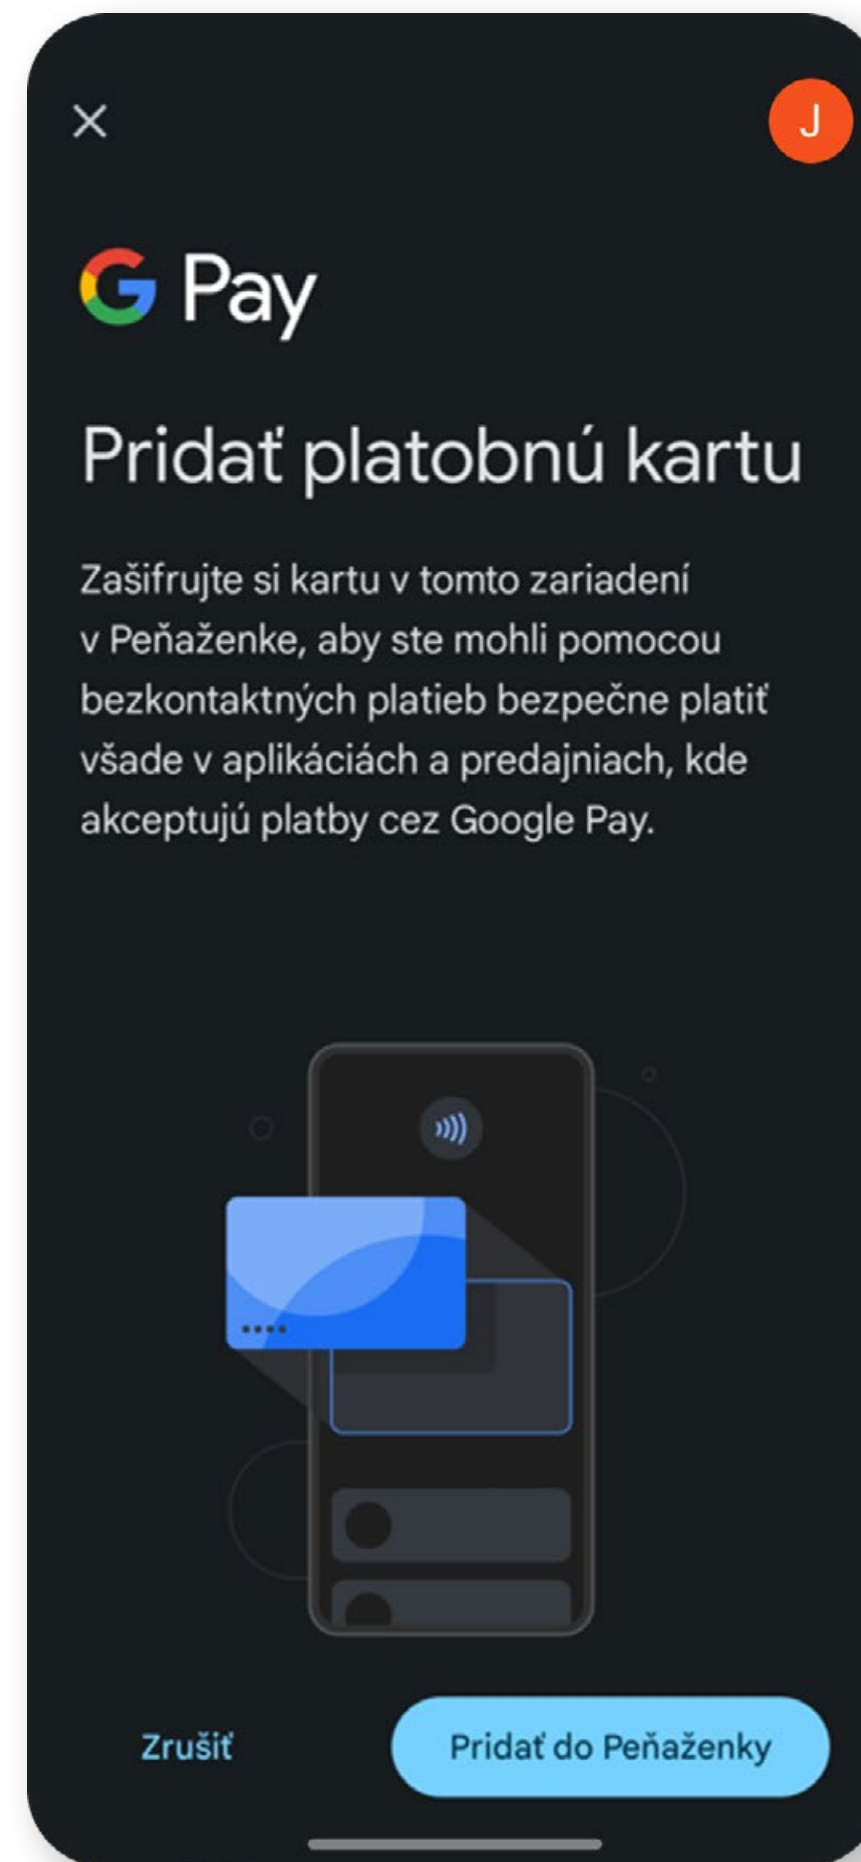 J
G Pay
Pridať platobnú kartu
Zašifrujte si kartu v tomto zariadení
v Peňaženke, aby ste mohli pomocou
bezkontaktných platieb bezpečne platiť
všade v aplikáciách a predajniach, kde
akceptujú platby cez Google Pay.
Zrušiť
Pridať do Peňaženky